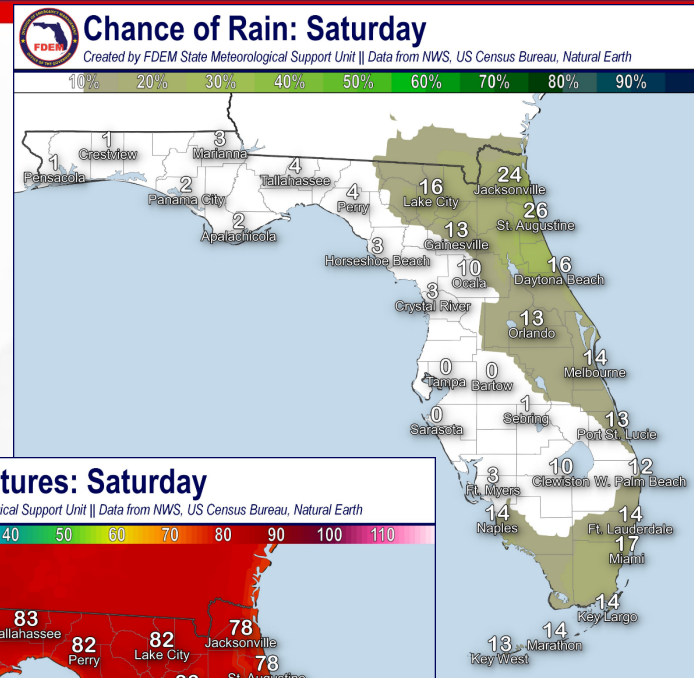 Chance of Rain: Saturday
FDEM
Created by FDEM State Meteorological Support Unit || Data from NWS, US Census Bureau, Natural Earth
10% 20% 30% 40% 50% 60% 70% 80% 90%
1
Crestview
3
Marianna
1
Pensacola
4
Tallahassee
2
Panama City
4
Perry
16
Lake City
24
Jacksonville
2
Apalachicola
26
St. Augustine
13
Gainesville
3
Horseshoe Beach
10
Ocala
16
Daytona Beach
3
Crystal River
13
Orlando
14
Melbourne
0
Tampa
0
Bartow
1
Sebring
0
Sarasota
13
Port St. Lucie
3
Ft. Myers
10
Clewiston
12
W. Palm Beach
14
Naples
14
Ft. Lauderdale
17
Miami
14
Key Largo
14
Marathon
13
Key West
tures: Saturday
ical Support Unit || Data from NWS, US Census Bureau, Natural Earth
40 50 60 70 80 90 100 110
83
allahassee
82
Perry
82
Lake City
78
Jacksonville
78
St. Augustine